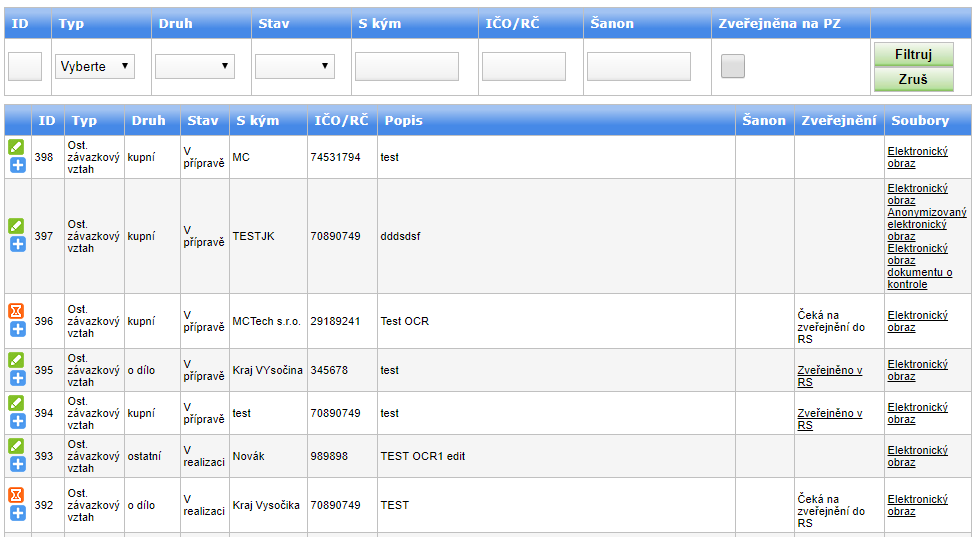 ID Typ Druh Stav S kým IČO/RČ Šanon Zveřejněna na PZ
Vyberte Filtruj
Zruš
ID Typ Druh Stav S kým IČO/RČ Popis Šanon Zveřejnění Soubory
398 Ost. závazkový vztah kupní V přípravě MC 74531794 test Elektronický obraz
397 Ost. závazkový vztah kupní V přípravě TESTJK 70890749 dddsdsf Elektronický obraz Anonymizovaný elektronický obraz Elektronický obraz dokumentu o kontrole
396 Ost. závazkový vztah kupní V přípravě MCTech s.r.o. 29189241 Test OCR Čeká na zveřejnění do RS Elektronický obraz
395 Ost. závazkový vztah o dílo V přípravě Kraj VYsočina 345678 test Zveřejněno v RS Elektronický obraz
394 Ost. závazkový vztah kupní V přípravě test 70890749 test Zveřejněno v RS Elektronický obraz
393 Ost. závazkový vztah ostatní V realizaci Novák 989898 TEST OCR1 edit Elektronický obraz
392 Ost. závazkový vztah o dílo V realizaci Kraj Vysočika 70890749 TEST Čeká na zveřejnění do RS Elektronický obraz